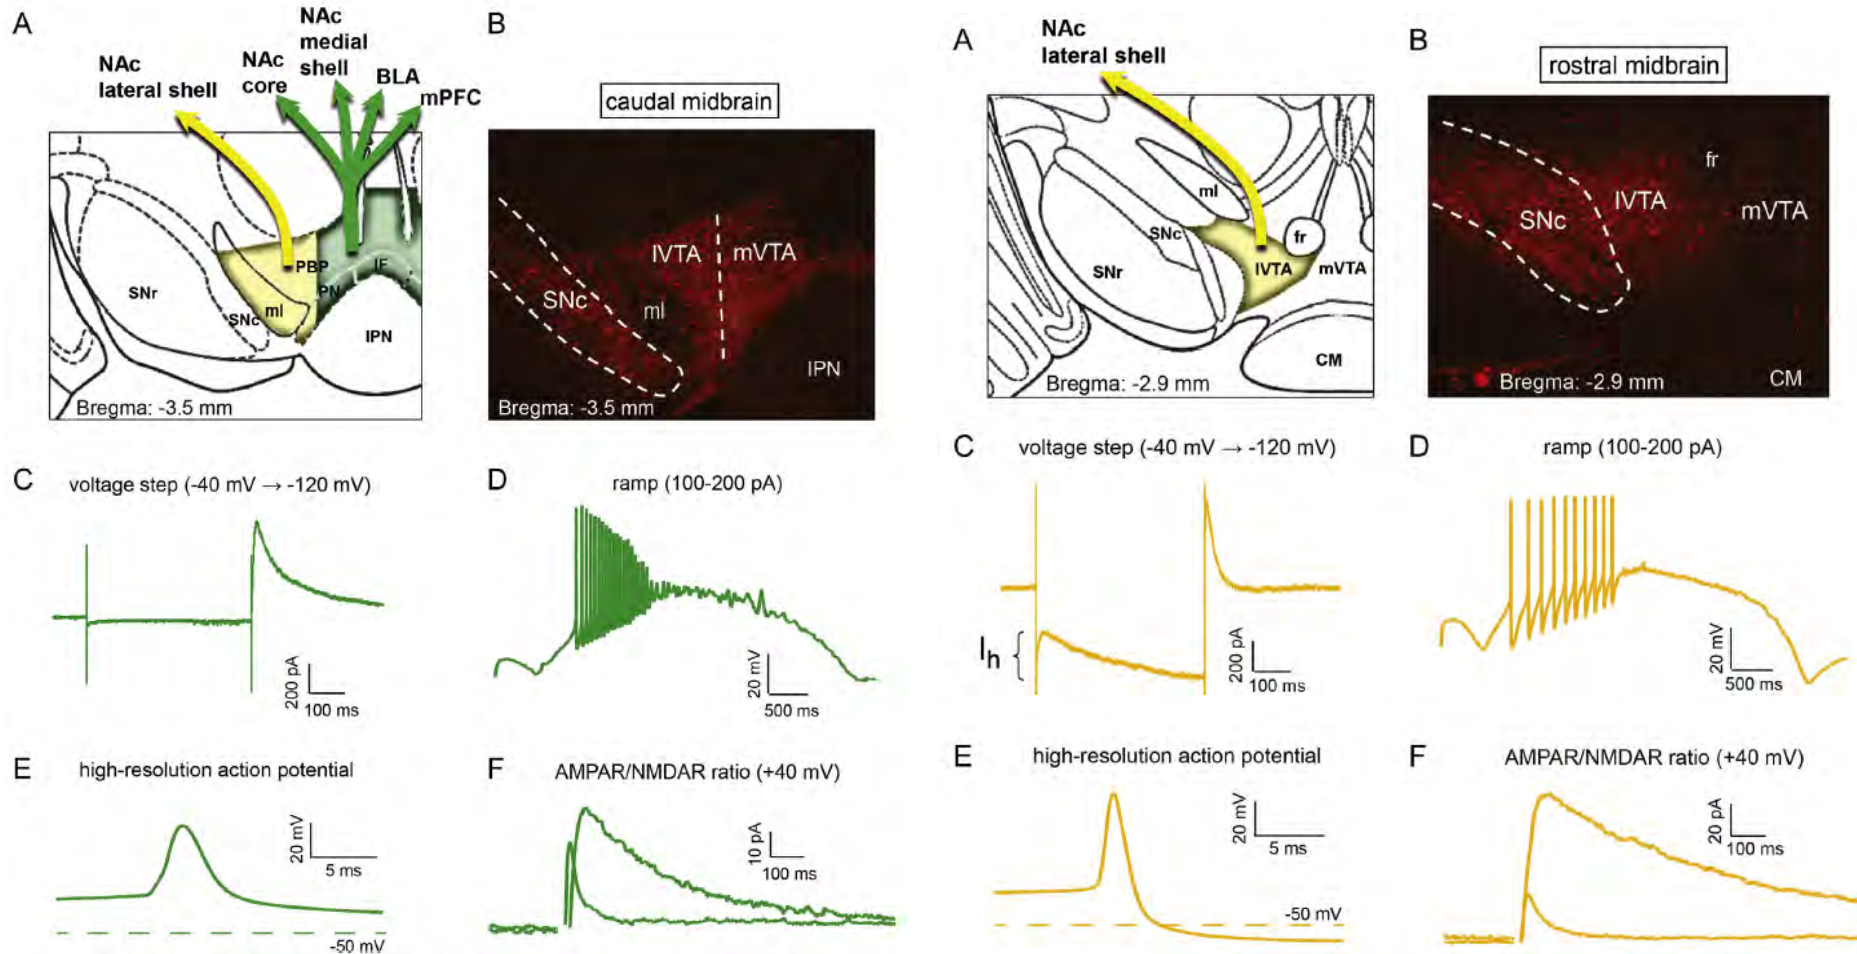 A
NAc
lateral shell
NAc
core
NAc
medial
shell
BLA
mPFC
SNr
SNc
ml
PBP
PN
IF
IPN
Bregma: -3.5 mm
B
caudal midbrain
lVTA
mVTA
SNc
ml
IPN
Bregma: -3.5 mm
C
voltage step (-40 mV → -120 mV)
200 pA
100 ms
D
ramp (100-200 pA)
20 mV
500 ms
E
high-resolution action potential
20 mV
5 ms
-50 mV
F
AMPAR/NMDAR ratio (+40 mV)
10 pA
100 ms
A
NAc
lateral shell
ml
SNc
fr
SNr
lVTA
mVTA
CM
Bregma: -2.9 mm
B
rostral midbrain
fr
lVTA
mVTA
SNc
Bregma: -2.9 mm
CM
C
voltage step (-40 mV → -120 mV)
Ih
200 pA
100 ms
D
ramp (100-200 pA)
20 mV
500 ms
E
high-resolution action potential
20 mV
5 ms
-50 mV
F
AMPAR/NMDAR ratio (+40 mV)
20 pA
100 ms